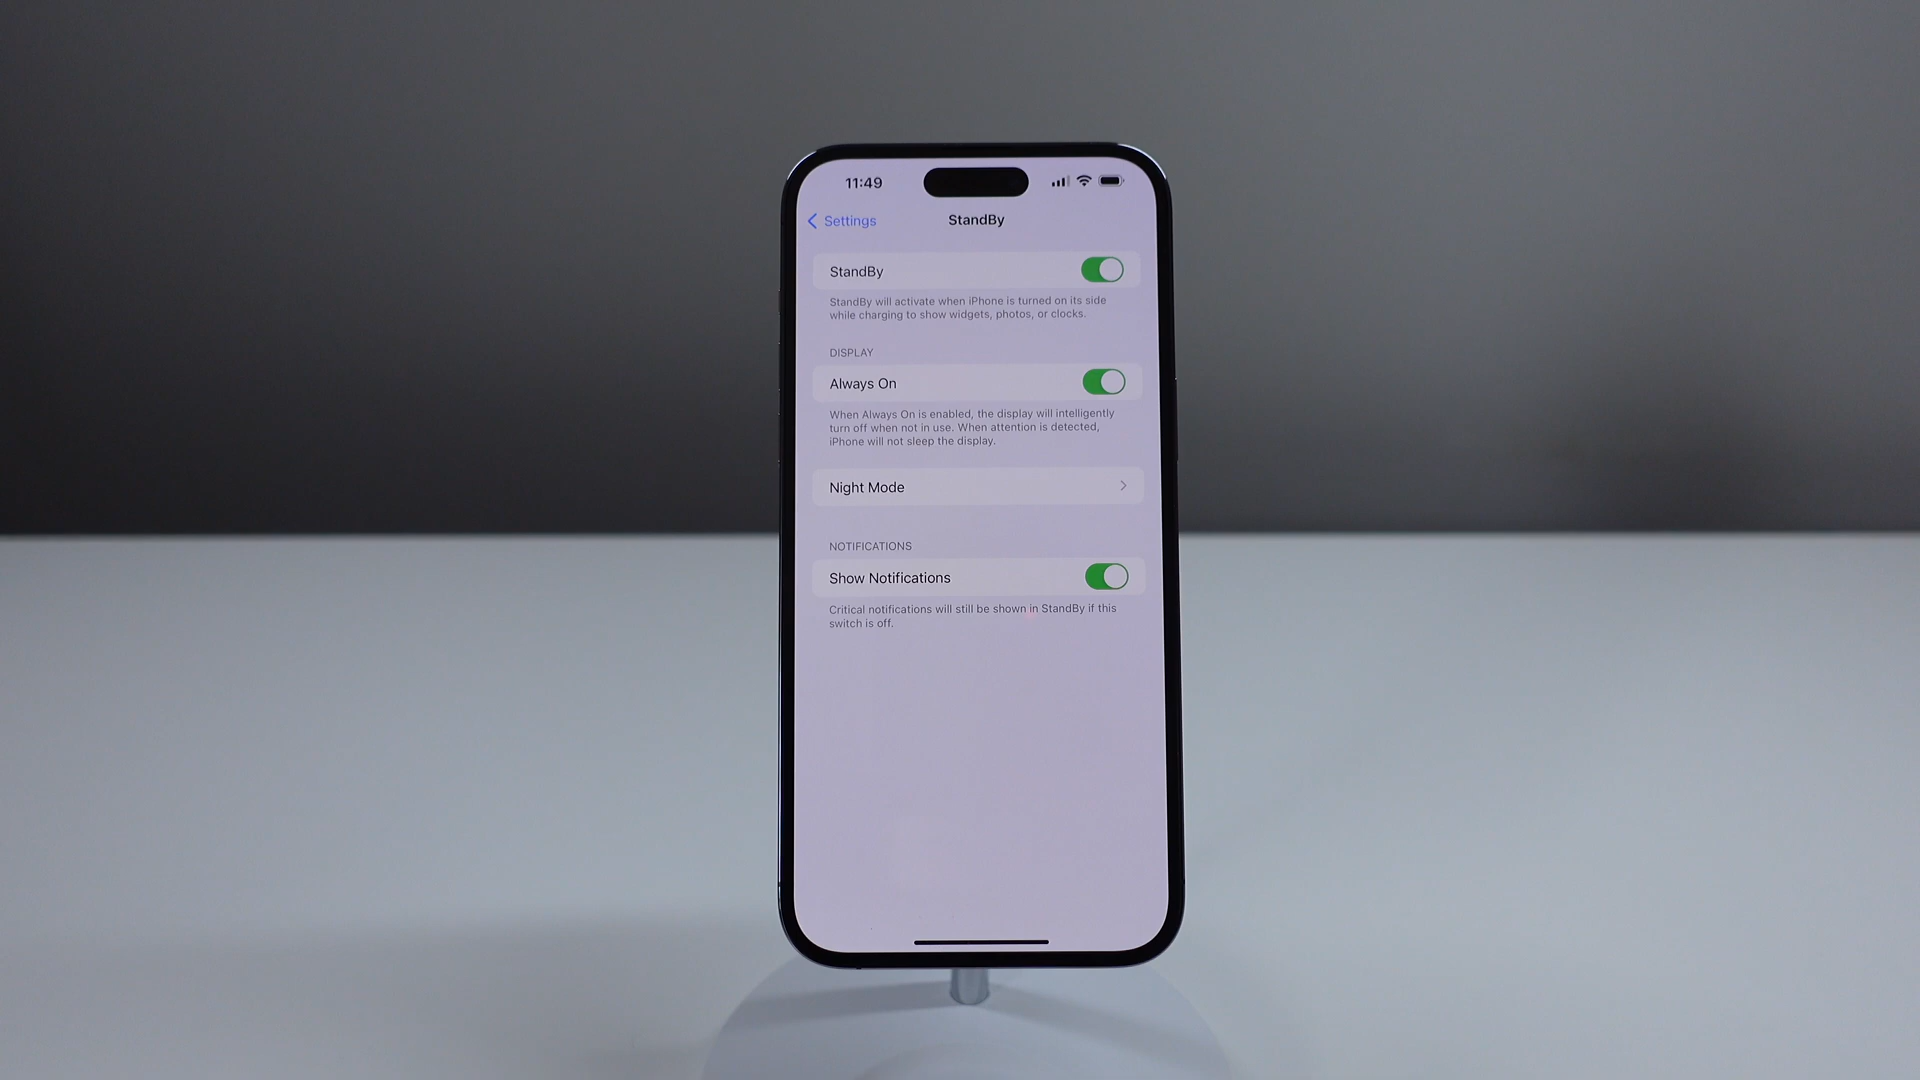 11:49
Settings
StandBy
StandBy
StandBy will activate when iPhone is turned on its side
while charging to show widgets, photos, or clocks.
DISPLAY
Always On
When Always On is enabled, the display will intelligently
turn off when not in use. When attention is detected,
iPhone will not sleep the display.
Night Mode
NOTIFICATIONS
Show Notifications
Critical notifications will still be shown in StandBy if this
switch is off.